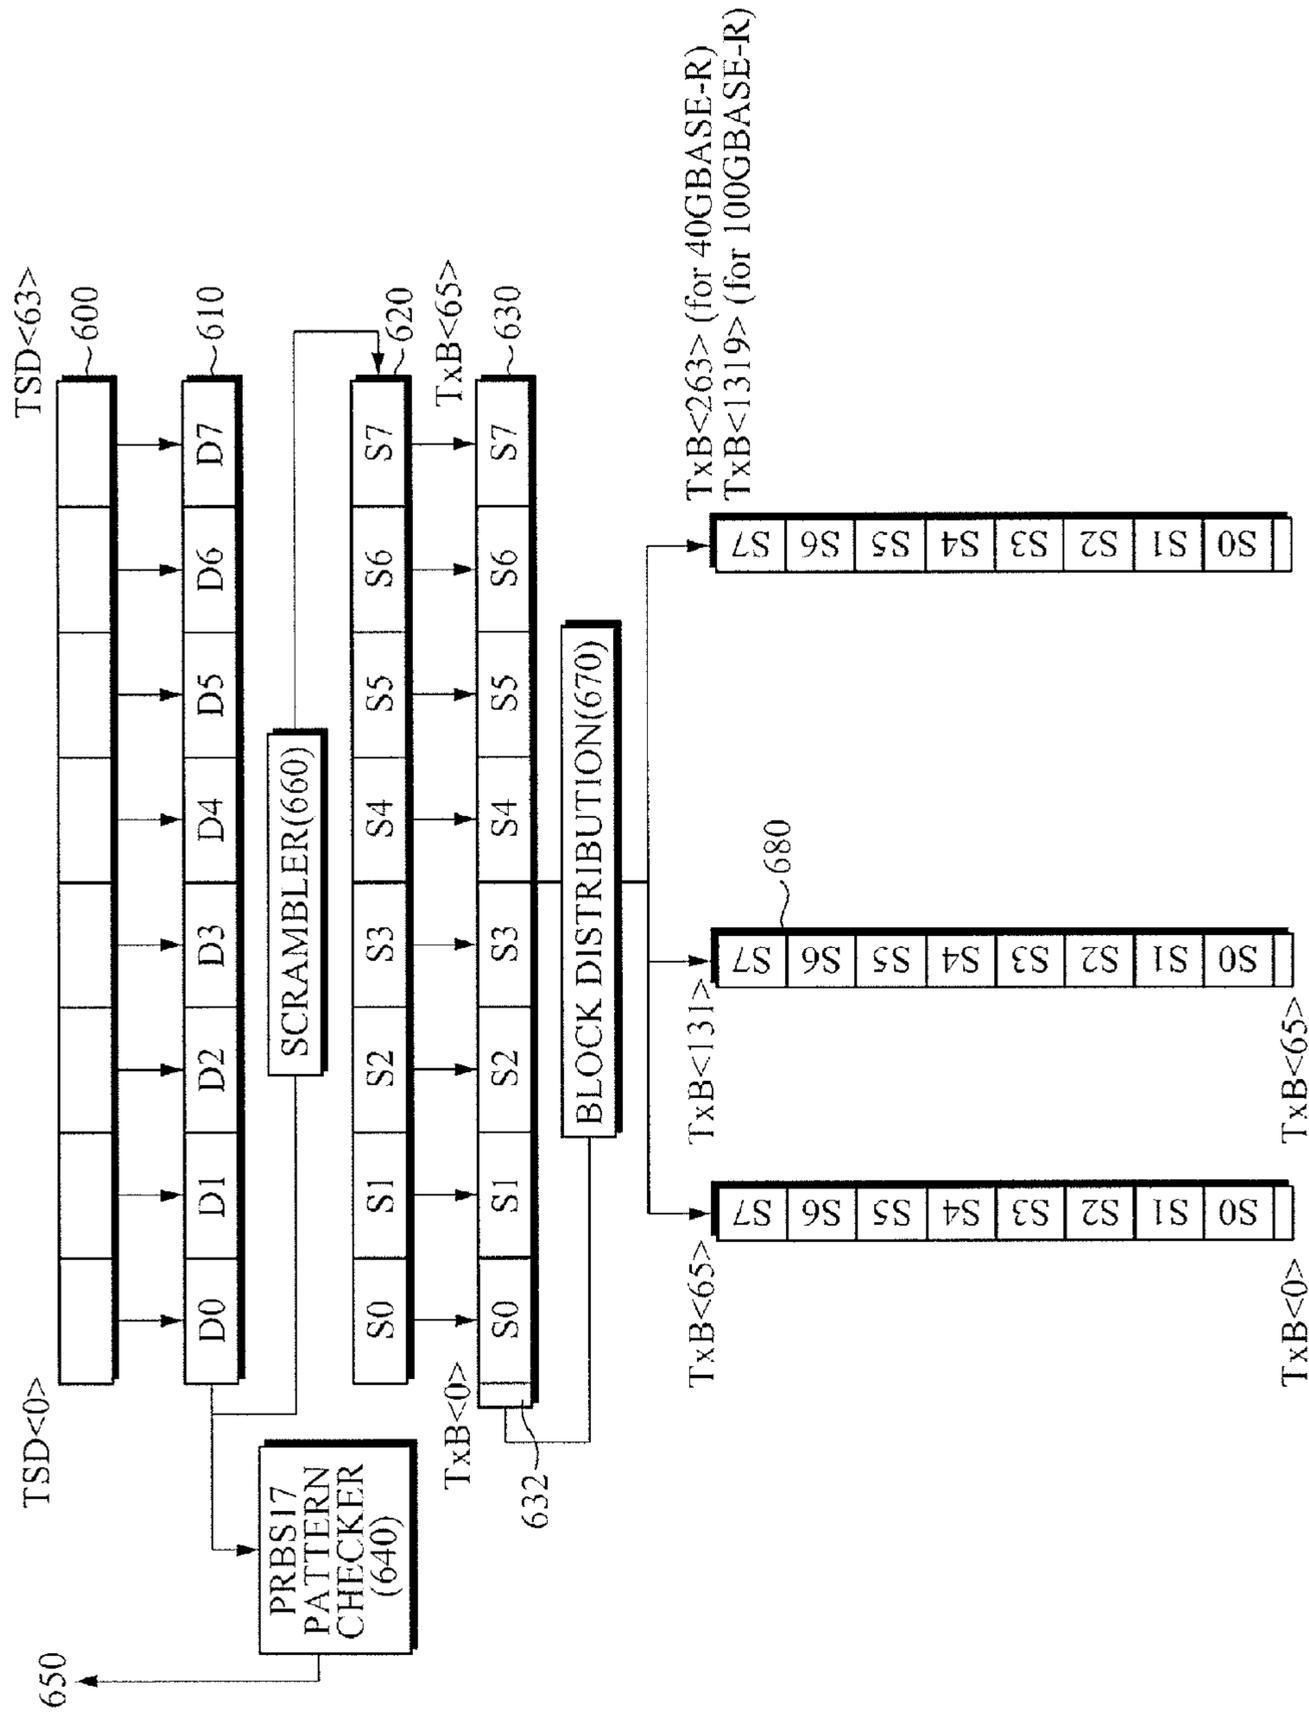 TSD<0>
TSD<63>
600
D0 D1 D2 D3 D4 D5 D6 D7
610
650
PRBS17
PATTERN
CHECKER
(640)
SCRAMBLER(660)
S0 S1 S2 S3 S4 S5 S6 S7
620
TxB<0>
TxB<65>
S0 S1 S2 S3 S4 S5 S6 S7
630
632
BLOCK DISTRIBUTION(670)
TxB<65>
S7
S6
S5
S4
S3
S2
S1
S0
TxB<0>
TxB<131>
680
S7
S6
S5
S4
S3
S2
S1
S0
TxB<65>
TxB<263> (for 40GBASE-R)
TxB<1319> (for 100GBASE-R)
S7
S6
S5
S4
S3
S2
S1
S0